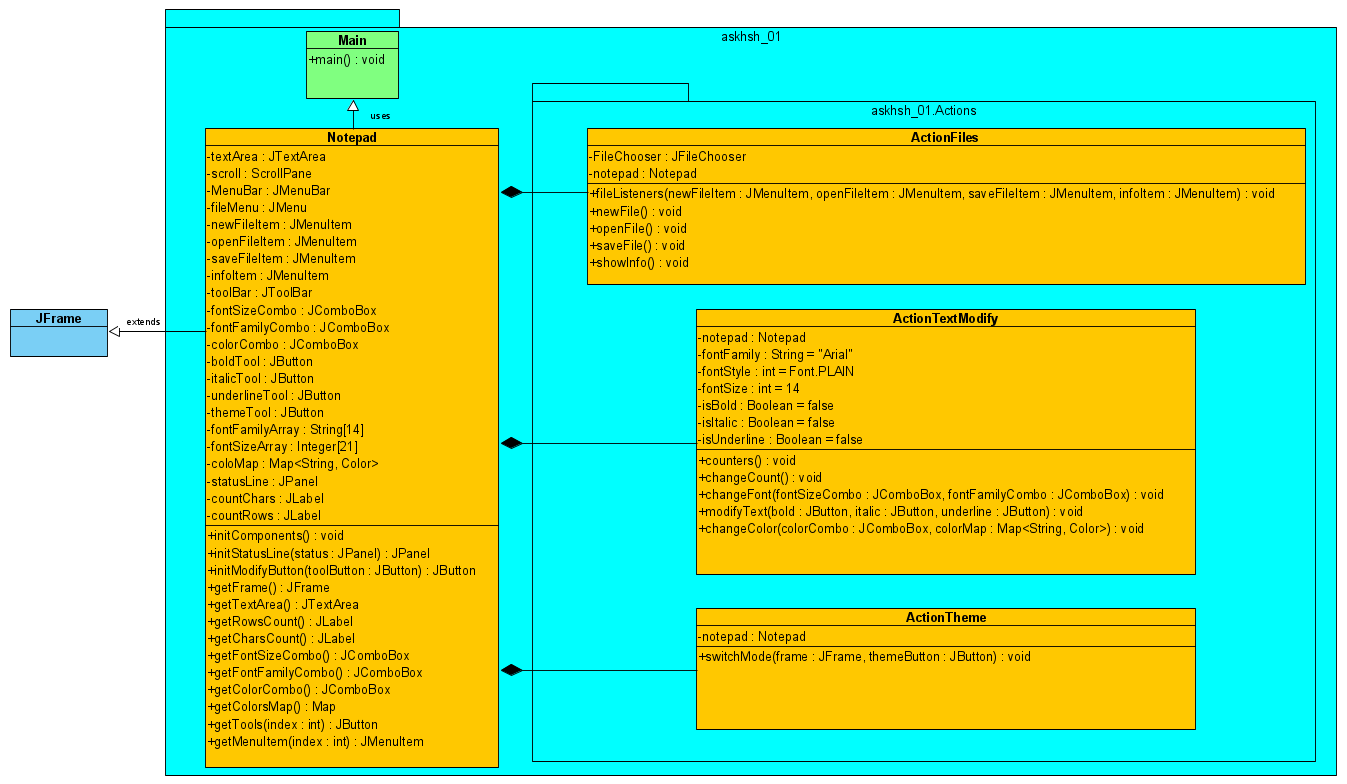 askhsh_01
Main
+main() : void
uses
askhsh_01.Actions
Notepad
-textArea : JTextArea
-scroll : ScrollPane
-MenuBar : JMenuBar
-fileMenu : JMenu
-newFileItem : JMenuItem
-openFileItem : JMenuItem
-saveFileItem : JMenuItem
-infoItem : JMenuItem
-toolBar : JToolBar
-fontSizeCombo : JComboBox
-fontFamilyCombo : JComboBox
-colorCombo : JComboBox
-boldTool : JButton
-italicTool : JButton
-underlineTool : JButton
-themeTool : JButton
-fontFamilyArray : String[14]
-fontSizeArray : Integer[21]
-coloMap : Map<String, Color>
-statusLine : JPanel
-countChars : JLabel
-countRows : JLabel
+initComponents() : void
+initStatusLine(status : JPanel) : JPanel
+initModifyButton(toolButton : JButton) : JButton
+getFrame() : JFrame
+getTextArea() : JTextArea
+getRowsCount() : JLabel
+getCharsCount() : JLabel
+getFontSizeCombo() : JComboBox
+getFontFamilyCombo() : JComboBox
+getColorCombo() : JComboBox
+getColorsMap() : Map
+getTools(index : int) : JButton
+getMenuItem(index : int) : JMenuItem
JFrame
extends
ActionFiles
-FileChooser : JFileChooser
-notepad : Notepad
+fileListeners(newFileItem : JMenuItem, openFileItem : JMenuItem, saveFileItem : JMenuItem, infoItem : JMenuItem) : void
+newFile() : void
+openFile() : void
+saveFile() : void
+showInfo() : void
ActionTextModify
-notepad : Notepad
-fontFamily : String = "Arial"
-fontStyle : int = Font.PLAIN
-fontSize : int = 14
-isBold : Boolean = false
-isItalic : Boolean = false
-isUnderline : Boolean = false
+counters() : void
+changeCount() : void
+changeFont(fontSizeCombo : JComboBox, fontFamilyCombo : JComboBox) : void
+modifyText(bold : JButton, italic : JButton, underline : JButton) : void
+changeColor(colorCombo : JComboBox, colorMap : Map<String, Color>) : void
ActionTheme
-notepad : Notepad
+switchMode(frame : JFrame, themeButton : JButton) : void